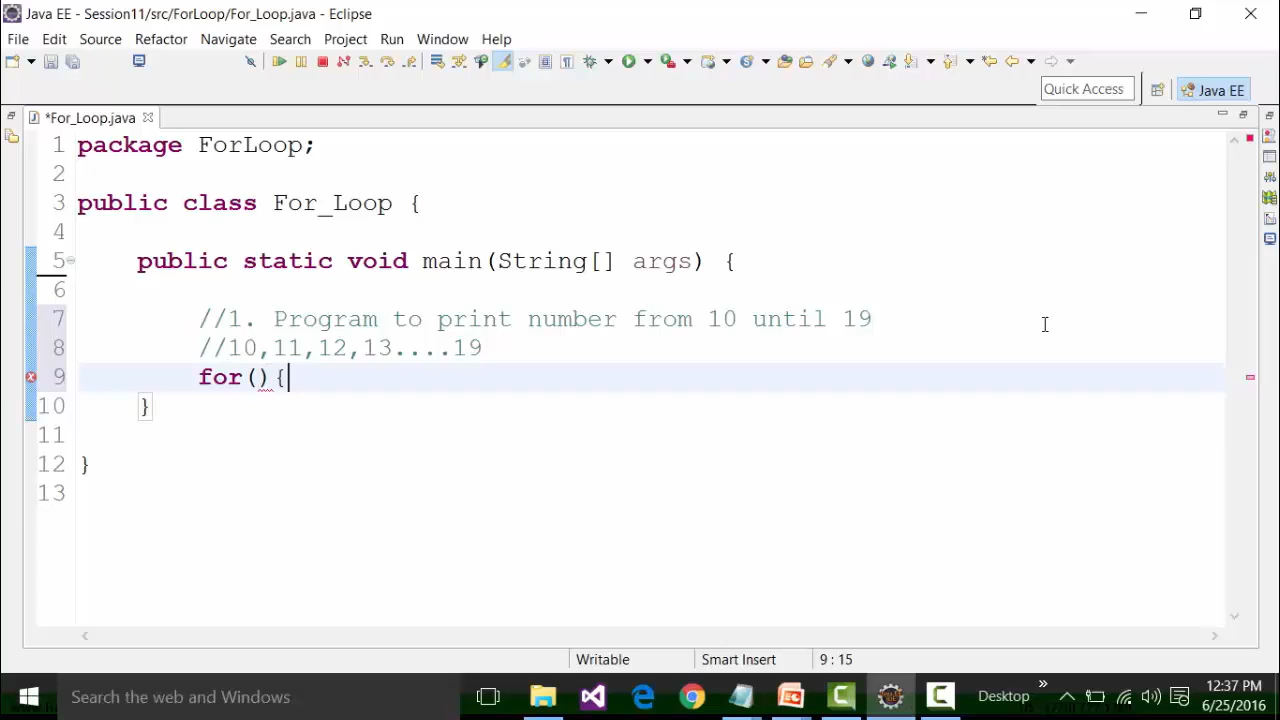 Java EE - Session11/src/ForLoop/For_Loop.java - Eclipse
File Edit Source Refactor Navigate Search Project Run Window Help
Quick Access Java EE
*For_Loop.java
1 package ForLoop;
2
3 public class For_Loop {
4
5 public static void main(String[] args) {
6
7 //1. Program to print number from 10 until 19
8 //10,11,12,13....19
9 for(){
10 }
11
12 }
13
Writable Smart Insert 9 : 15
Search the web and Windows Desktop 12:37 PM
6/25/2016